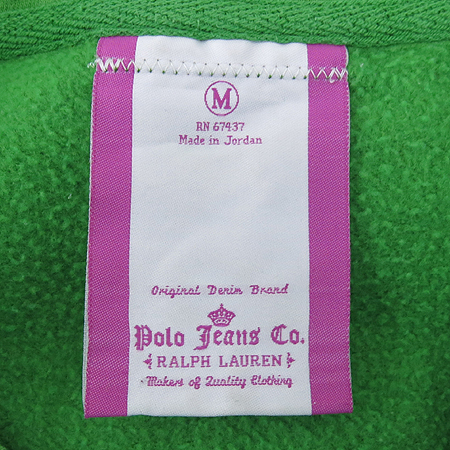 M
RN 67437
Made in Jordan
Original Denim Brand
Polo Jeans Co.
RALPH LAUREN
Makers of Quality Clothing